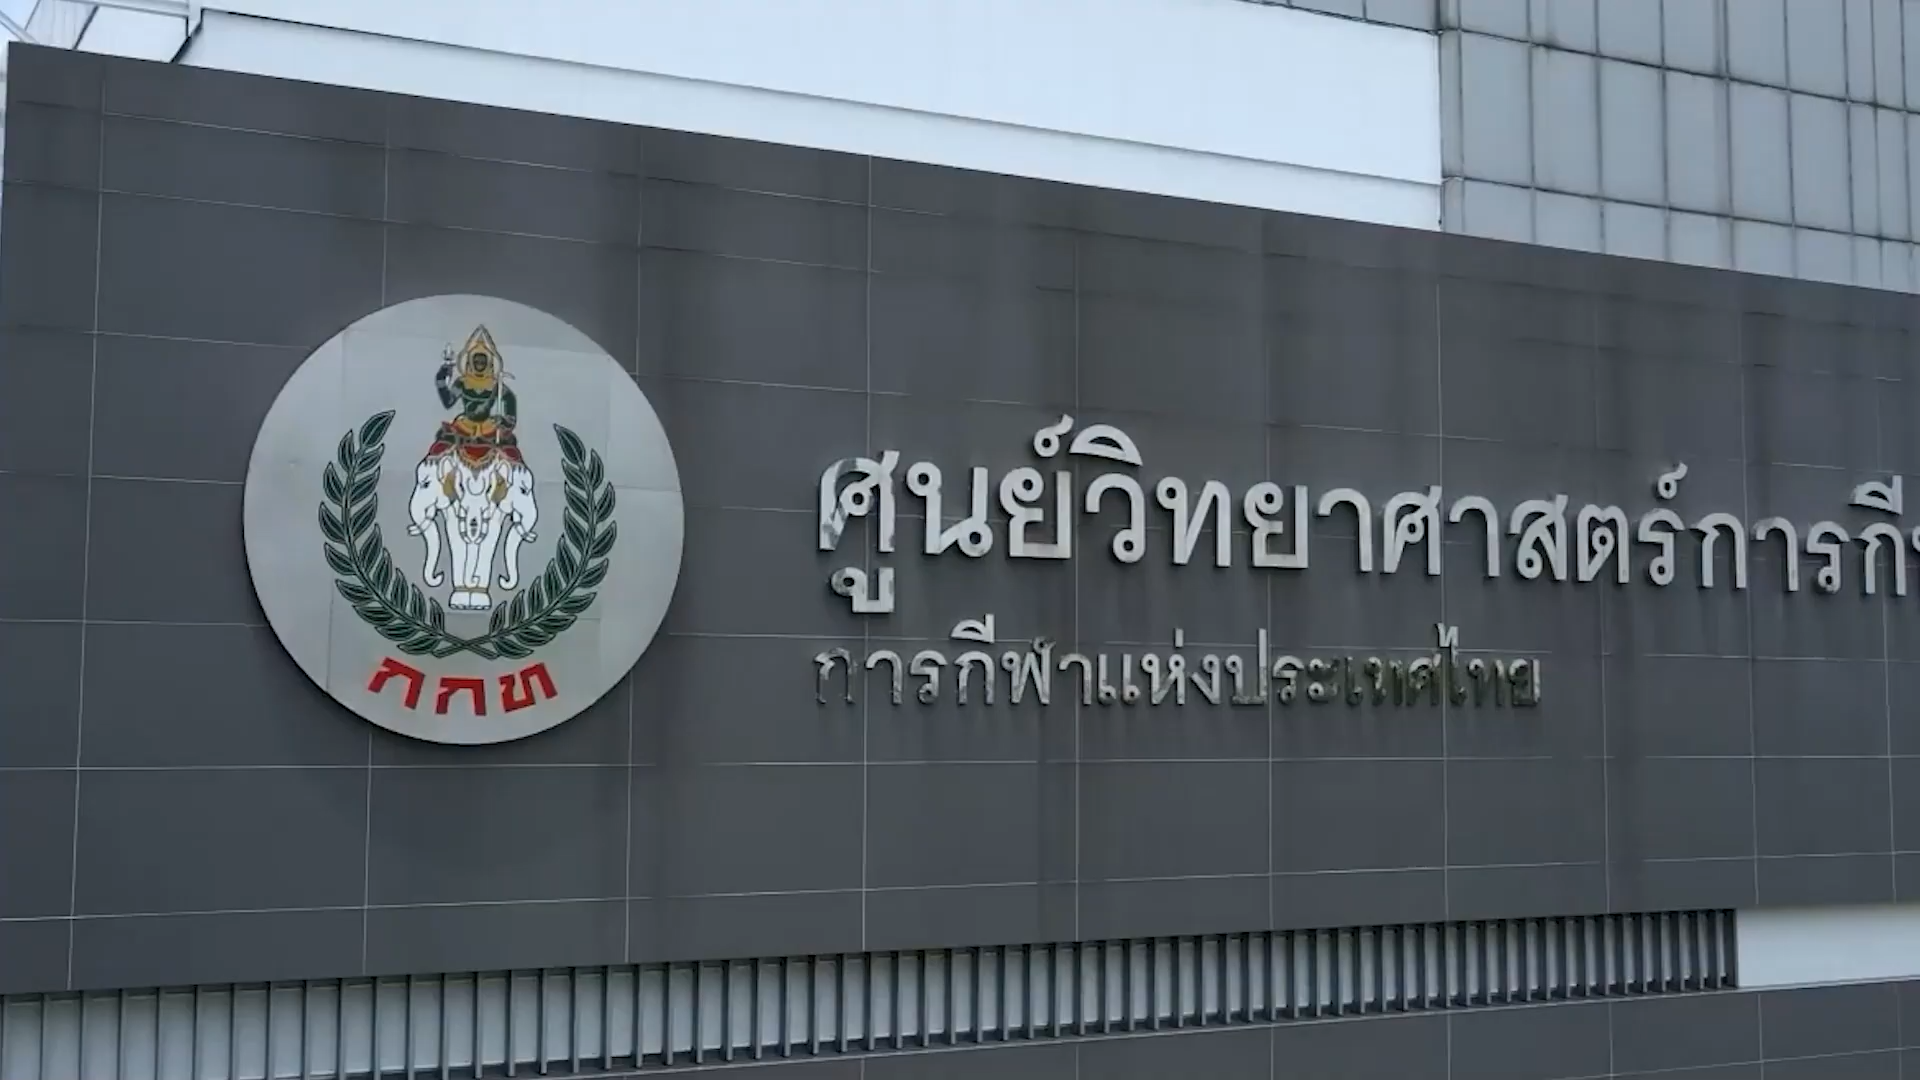 กกท
ศูนย์วิทยาศาสตร์การกี
การกีฬาแห่งประเทศไทย